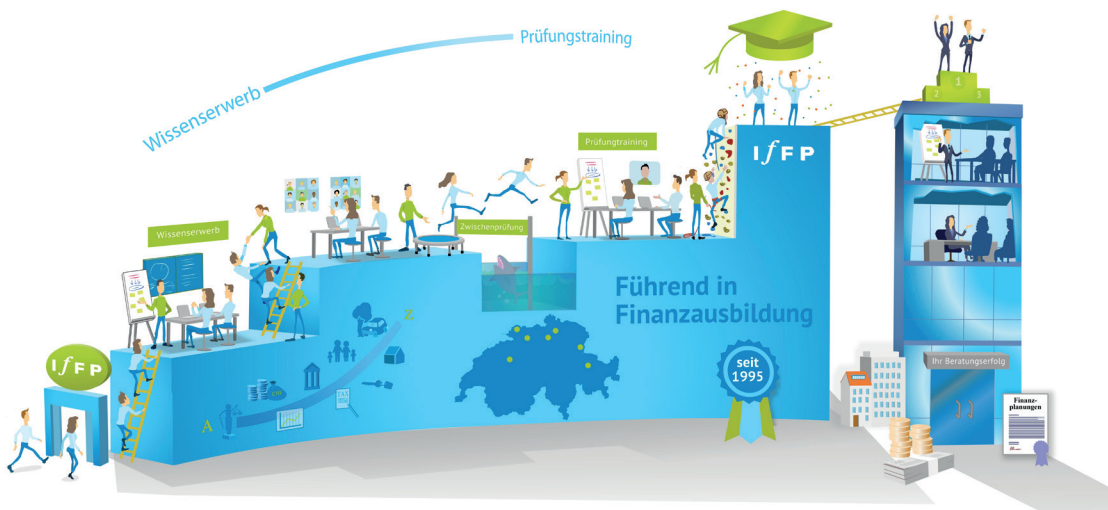 Wissenserwerb
Prüfungstraining
Wissenserwerb
Zwischenprüfung
Prüfungtraining
IfFP
IfFP
Führend in
Finanzausbildung
seit
1995
A
Z
TAX
1
2
3
Ihr Beratungserfolg
Finanz-
planungen